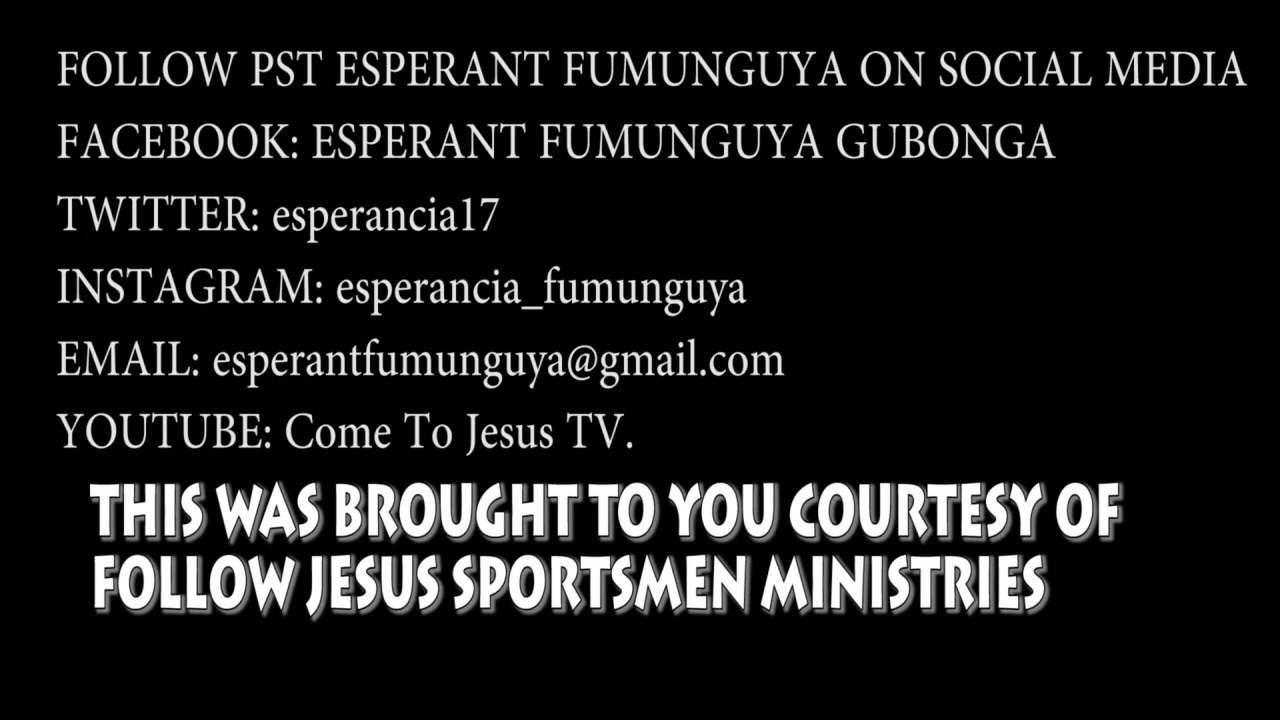 FOLLOW PST ESPERANT FUMUNGUYA ON SOCIAL MEDIA
FACEBOOK: ESPERANT FUMUNGUYA GUBONGA
TWITTER: esperancia17
INSTAGRAM: esperancia_fumunguya
EMAIL: esperantfumunguya@gmail.com
YOUTUBE: Come To Jesus TV.
THIS WAS BROUGHT TO YOU COURTESY OF
FOLLOW JESUS SPORTSMEN MINISTRIES